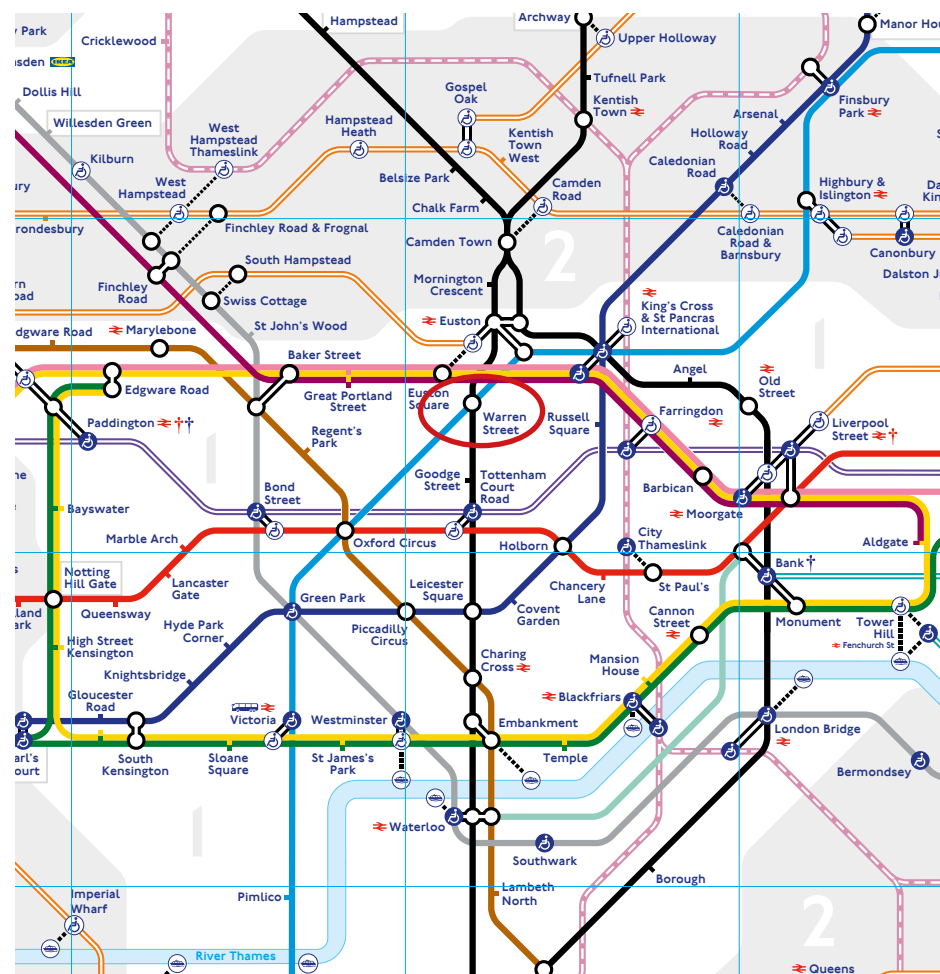 Hampstead
Archway
Manor Hou
y Park
Cricklewood
Upper Holloway
sden IKEA
Tufnell Park
Dollis Hill
Gospel
Oak
Kentish
Town
Finsbury
Park
Willesden Green
West
Hampstead
Thameslink
Hampstead
Heath
Arsenal
Holloway
Road
Kentish
Town
West
Kilburn
Caledonian
Road
West
Hampstead
Belsize Park
Camden
Road
Highbury &
Islington
Chalk Farm
rondesbury
Finchley Road & Frognal
Caledonian
Road &
Barnsbury
Camden Town
2
Canonbury
South Hampstead
Dalston J
Finchley
Road
Swiss Cottage
Mornington
Crescent
King's Cross
& St Pancras
International
Euston
St John's Wood
dgware Road
Marylebone
Baker Street
Angel
Old
Street
Edgware Road
Great Portland
Street
Euston
Square
Warren
Street
Russell
Square
Farringdon
Liverpool
Street †
Paddington ††
Regent's
Park
Goodge
Street
Tottenham
Court
Road
Barbican
Bond
Street
Moorgate
Bayswater
Marble Arch
Oxford Circus
Holborn
City
Thameslink
Aldgate
Bank †
Notting
Hill Gate
Lancaster
Gate
Leicester
Square
Chancery
Lane
St Paul's
Queensway
Green Park
Covent
Garden
Cannon
Street
Monument
Tower
Hill
Fenchurch St
Hyde Park
Corner
Piccadilly
Circus
High Street
Kensington
Charing
Cross
Mansion
House
Knightsbridge
Gloucester
Road
Blackfriars
Victoria
Westminster
Embankment
London Bridge
arl's
ourt
South
Kensington
Sloane
Square
St James's
Park
Temple
Bermondsey
Waterloo
Southwark
Borough
Imperial
Wharf
Pimlico
Lambeth
North
2
River Thames
Queens